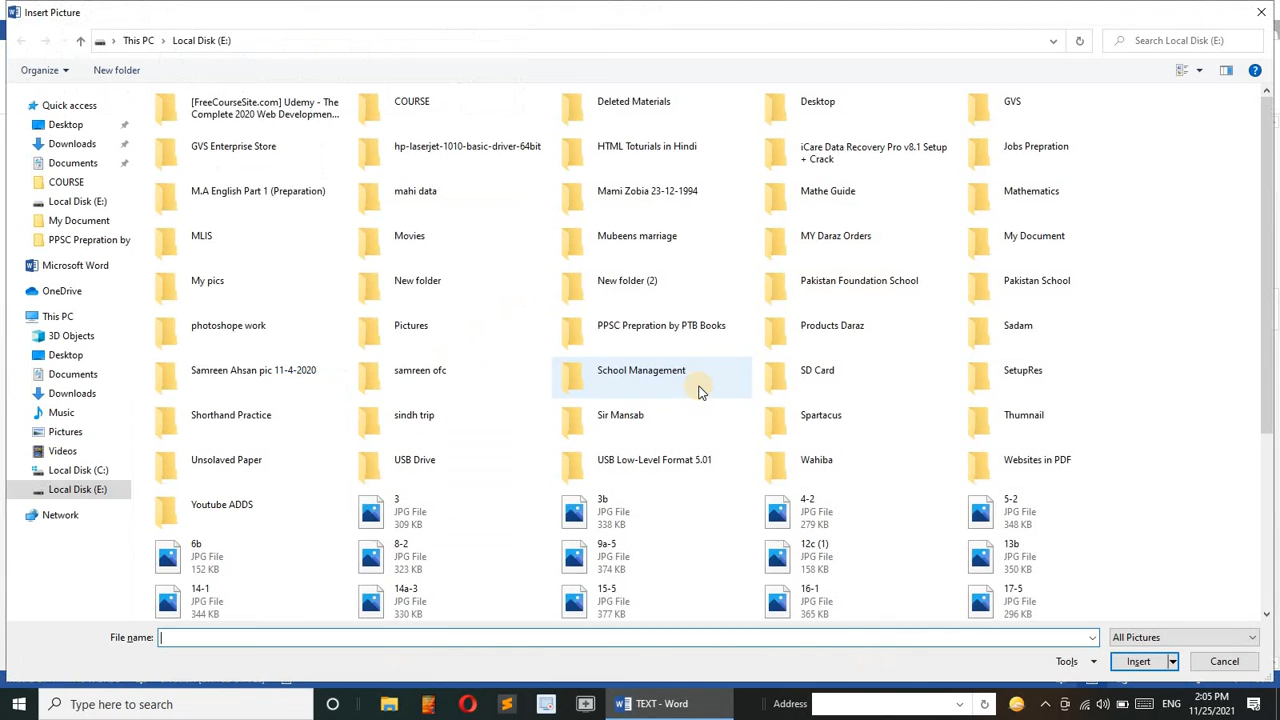 Insert Picture
This PC
Local Disk (E:)
Search Local Disk (E:)
Organize
New folder
Quick access
Desktop
Downloads
Documents
COURSE
Local Disk (E:)
My Document
PPSC Prepration by
Microsoft Word
OneDrive
This PC
3D Objects
Desktop
Documents
Downloads
Music
Pictures
Videos
Local Disk (C:)
Local Disk (E:)
Network
[FreeCourseSite.com] Udemy - The
Complete 2020 Web Developmen...
COURSE
Deleted Materials
Desktop
GVS
GVS Enterprise Store
hp-laserjet-1010-basic-driver-64bit
HTML Toturials in Hindi
iCare Data Recovery Pro v8.1 Setup
+ Crack
Jobs Prepration
M.A English Part 1 (Preparation)
mahi data
Mami Zobia 23-12-1994
Mathe Guide
Mathematics
MLIS
Movies
Mubeens marriage
MY Daraz Orders
My Document
My pics
New folder
New folder (2)
Pakistan Foundation School
Pakistan School
photoshope work
Pictures
PPSC Prepration by PTB Books
Products Daraz
Sadam
Samreen Ahsan pic 11-4-2020
samreen ofc
School Management
SD Card
SetupRes
Shorthand Practice
sindh trip
Sir Mansab
Spartacus
Thumnail
Unsolaved Paper
USB Drive
USB Low-Level Format 5.01
Wahiba
Websites in PDF
Youtube ADDS
3
JPG File
309 KB
3b
JPG File
338 KB
4-2
JPG File
279 KB
5-2
JPG File
348 KB
6b
JPG File
152 KB
8-2
JPG File
323 KB
9a-5
JPG File
374 KB
12c (1)
JPG File
158 KB
13b
JPG File
350 KB
14-1
JPG File
344 KB
14a-3
JPG File
330 KB
15-5
JPG File
377 KB
16-1
JPG File
365 KB
17-5
JPG File
296 KB
File name:
All Pictures
Tools
Insert
Cancel
Type here to search
TEXT - Word
Address
ENG
2:05 PM
11/25/2021